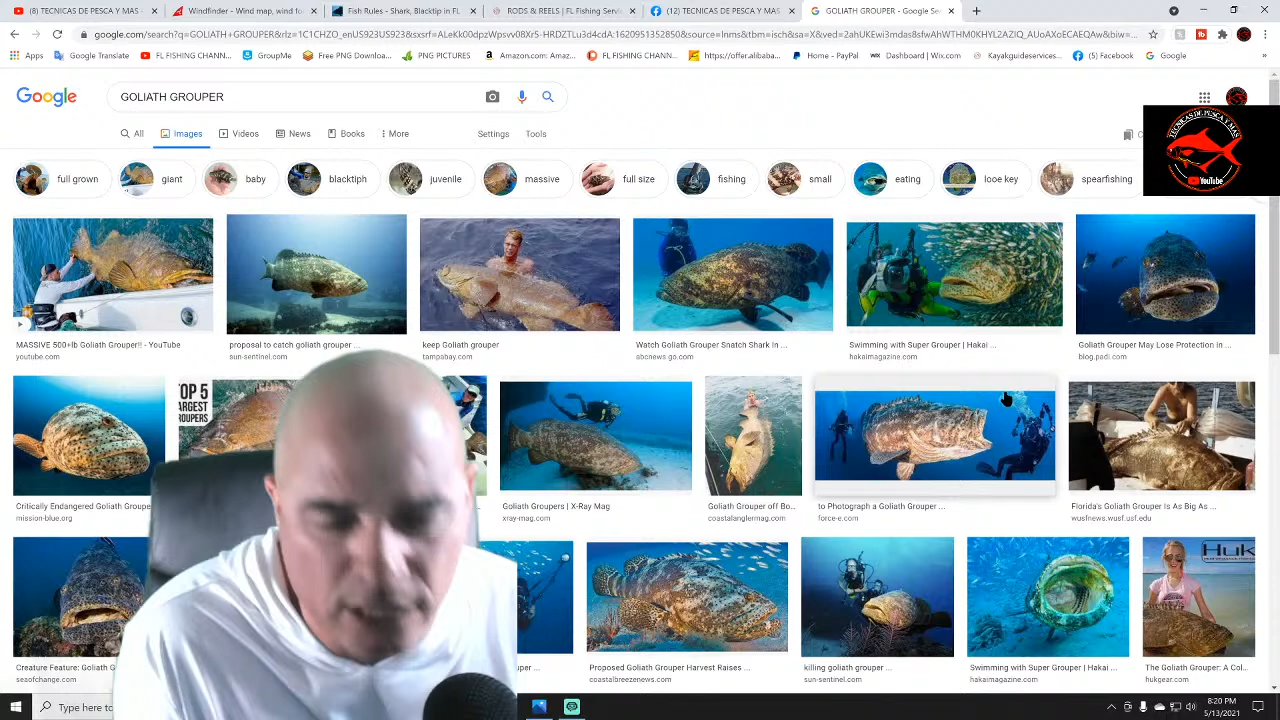 (8) TECNICAS DE PESCA Y MAS
Windfinder - Wind map, wind for
Fish Rules - Shark, Blacktip in FL
RODS & REELS | FL Fishing Servi
(12) TECNICAS DE PESCA Y MAS
GOLIATH GROUPER - Google Se
Apps
Google Translate
FL FISHING CHANN...
GroupMe
Free PNG Downlo...
PNG PICTURES
Amazon.com: Amaz...
FL FISHING CHANN...
https://offer.alibaba...
Home - PayPal
Dashboard | Wix.com
Kayakguideservices...
(5) Facebook
Google
Google
GOLIATH GROUPER
All
Images
Videos
News
Books
More
Settings
Tools
TECNICAS DE PESCA Y MAS
YouTube
full grown
giant
baby
blacktiph
juvenile
massive
full size
fishing
small
eating
looe key
spearfishing
MASSIVE 500+lb Goliath Grouper!! - YouTube
youtube.com
proposal to catch goliath grouper ...
sun-sentinel.com
keep Goliath grouper
tampabay.com
Watch Goliath Grouper Snatch Shark In ...
abcnews.go.com
Swimming with Super Grouper | Hakai ...
hakaimagazine.com
Goliath Grouper May Lose Protection in ...
blog.padi.com
TOP 5
LARGEST
GROUPERS
Critically Endangered Goliath Groupe
mission-blue.org
Goliath Groupers | X-Ray Mag
xray-mag.com
Goliath Grouper off Bo...
coastalanglermag.com
to Photograph a Goliath Grouper ...
force-e.com
Florida's Goliath Grouper Is As Big As ...
wusfnews.wusf.usf.edu
Huk
Creature Feature: Goliath G
seaofchange.com
uper ...
Proposed Goliath Grouper Harvest Raises ...
coastalbreezenews.com
killing goliath grouper ...
sun-sentinel.com
Swimming with Super Grouper | Hakai ...
hakaimagazine.com
The Goliath Grouper: A Col...
hukgear.com
Type here to
8:20 PM
5/13/2021